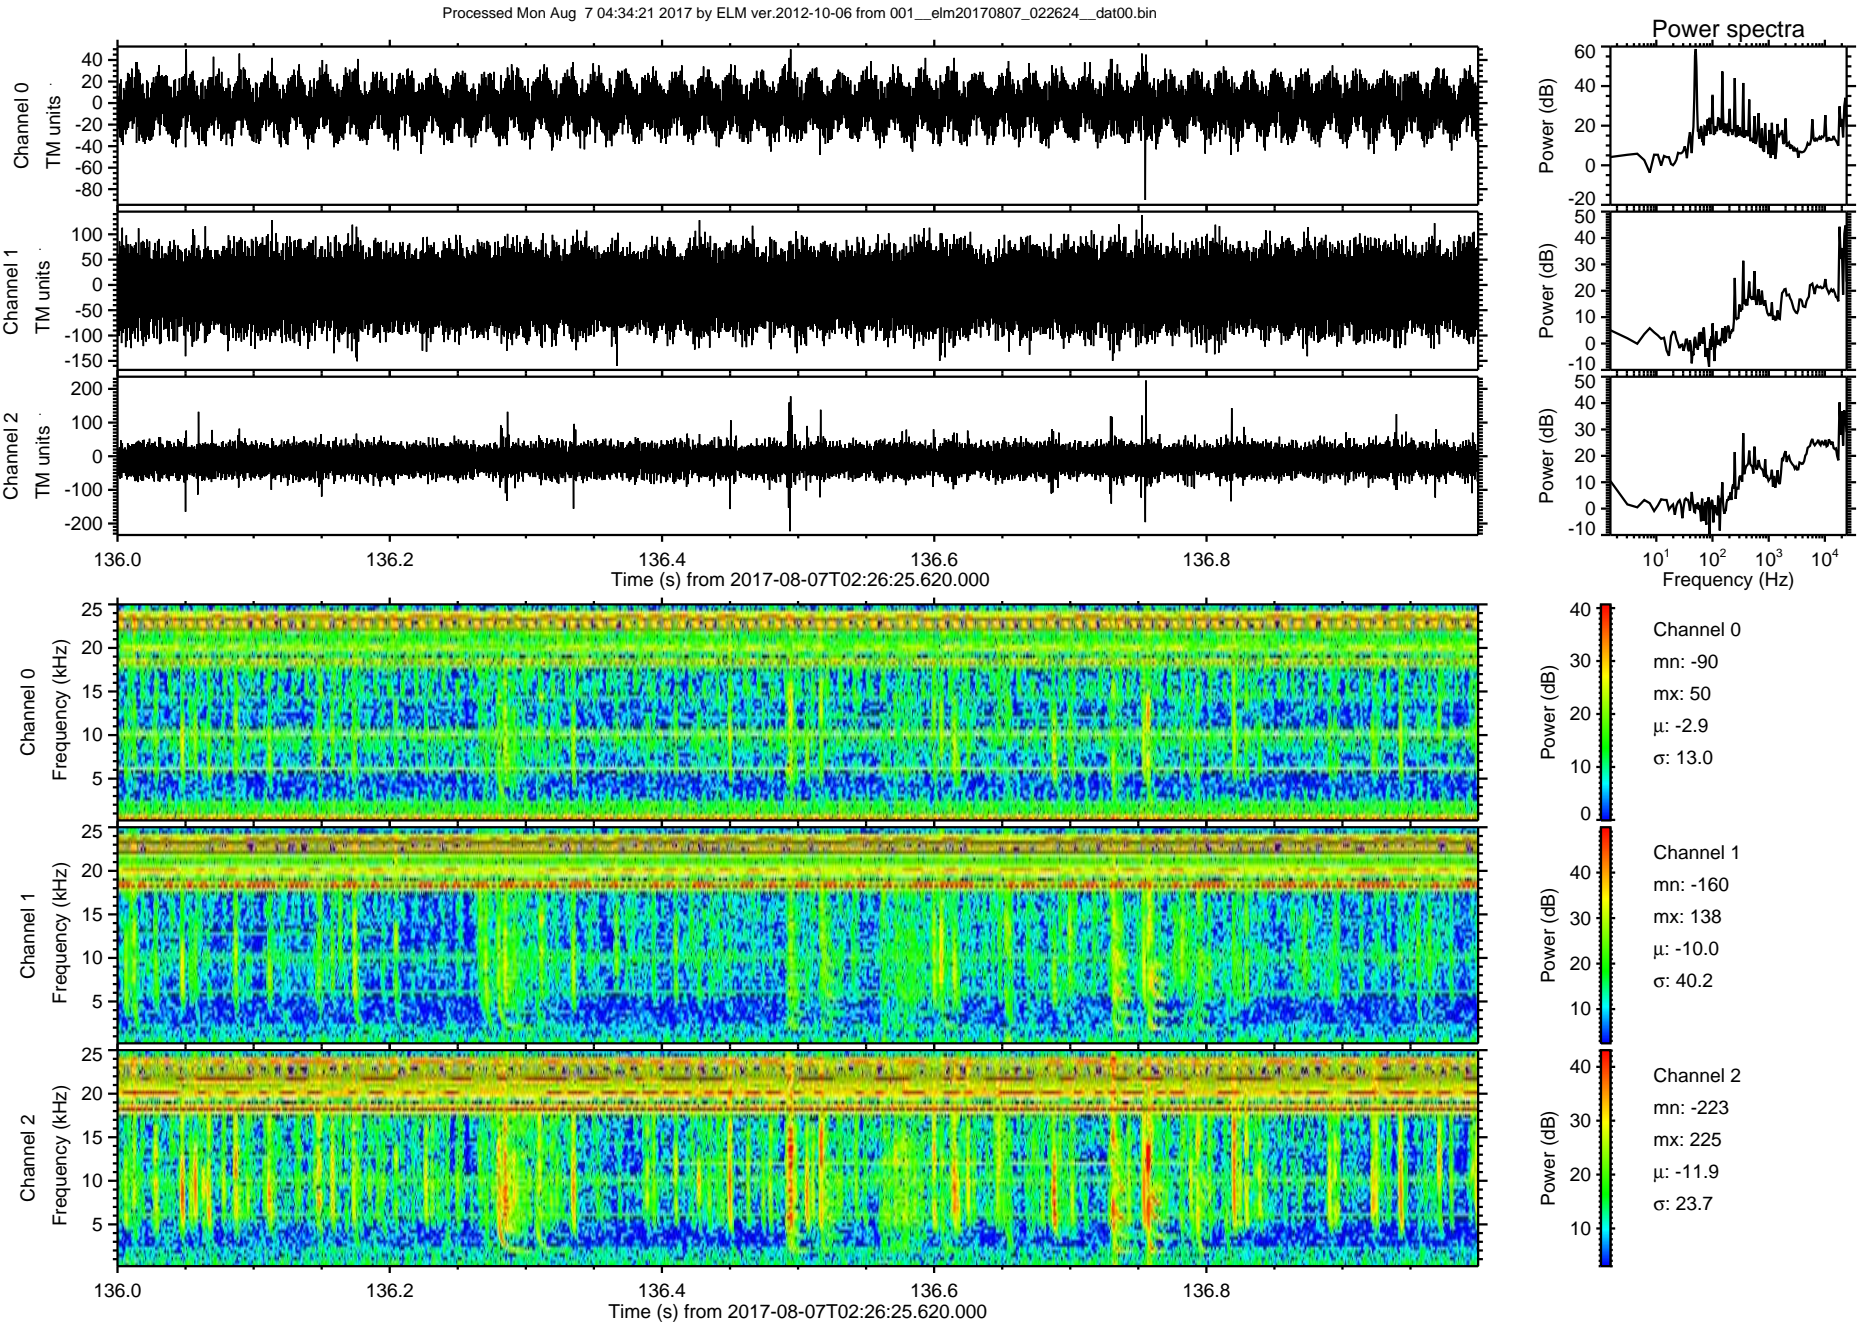 Processed Mon Aug  7 04:34:21 2017 by ELM ver.2012-10-06 from 001__elm20170807_022624__dat00.bin
Power spectra
Channel 0
TM units
40
20
0
-20
-40
-60
-80
Power (dB)
60
40
20
0
-20
Channel 1
TM units
100
50
0
-50
-100
-150
Power (dB)
50
40
30
20
10
0
-10
Channel 2
TM units
200
100
0
-100
-200
Power (dB)
50
40
30
20
10
0
-10
136.0 136.2 136.4 136.6 136.8
Time (s) from 2017-08-07T02:26:25.620.000
10¹ 10² 10³ 10⁴
Frequency (Hz)
Channel 0
Frequency (kHz)
25
20
15
10
5
Power (dB)
40
30
20
10
0
Channel 0
mn: -90
mx: 50
μ: -2.9
σ: 13.0
Channel 1
Frequency (kHz)
25
20
15
10
5
Power (dB)
40
30
20
10
Channel 1
mn: -160
mx: 138
μ: -10.0
σ: 40.2
Channel 2
Frequency (kHz)
25
20
15
10
5
Power (dB)
40
30
20
10
Channel 2
mn: -223
mx: 225
μ: -11.9
σ: 23.7
136.0 136.2 136.4 136.6 136.8
Time (s) from 2017-08-07T02:26:25.620.000